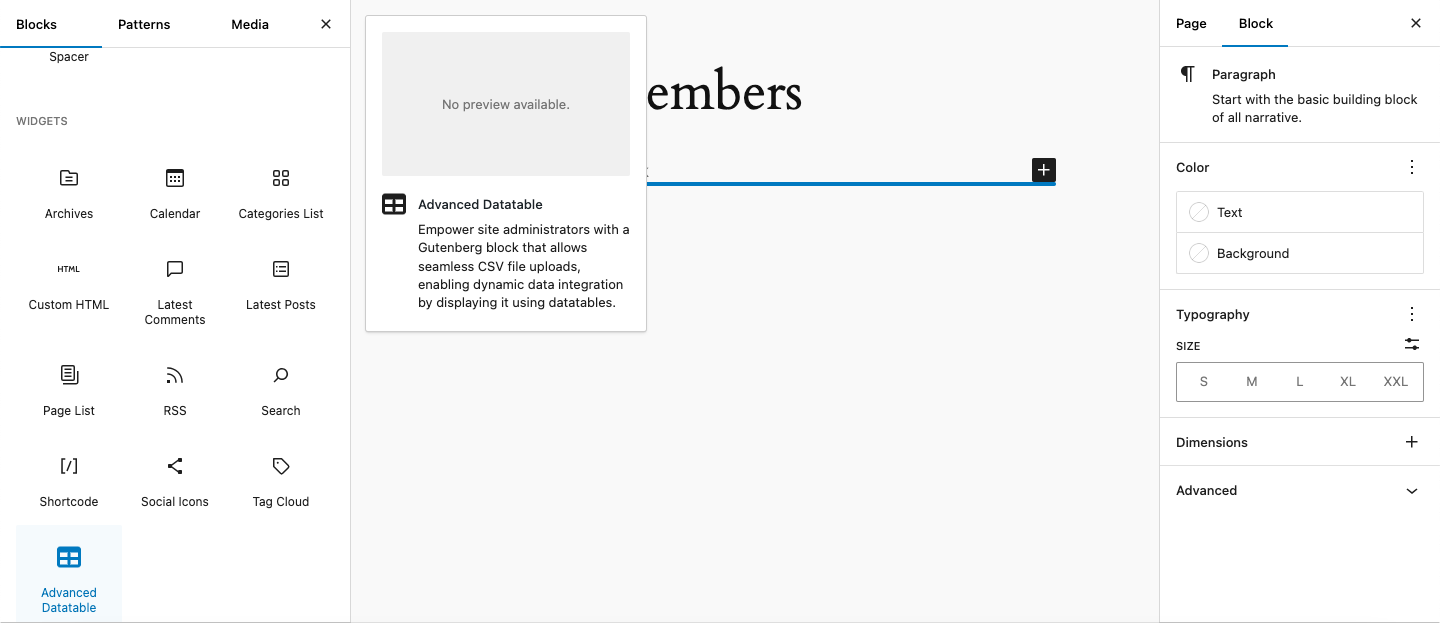 Blocks
Patterns
Media
Spacer
WIDGETS
Archives
Calendar
Categories List
HTML
Custom HTML
Latest
Comments
Latest Posts
Page List
RSS
Search
[/]
Shortcode
Social Icons
Tag Cloud
Advanced
Datatable
No preview available.
Advanced Datatable
Empower site administrators with a
Gutenberg block that allows
seamless CSV file uploads,
enabling dynamic data integration
by displaying it using datatables.
embers
Page
Block
Paragraph
Start with the basic building block
of all narrative.
Color
Text
Background
Typography
SIZE
S M L XL XXL
Dimensions
Advanced